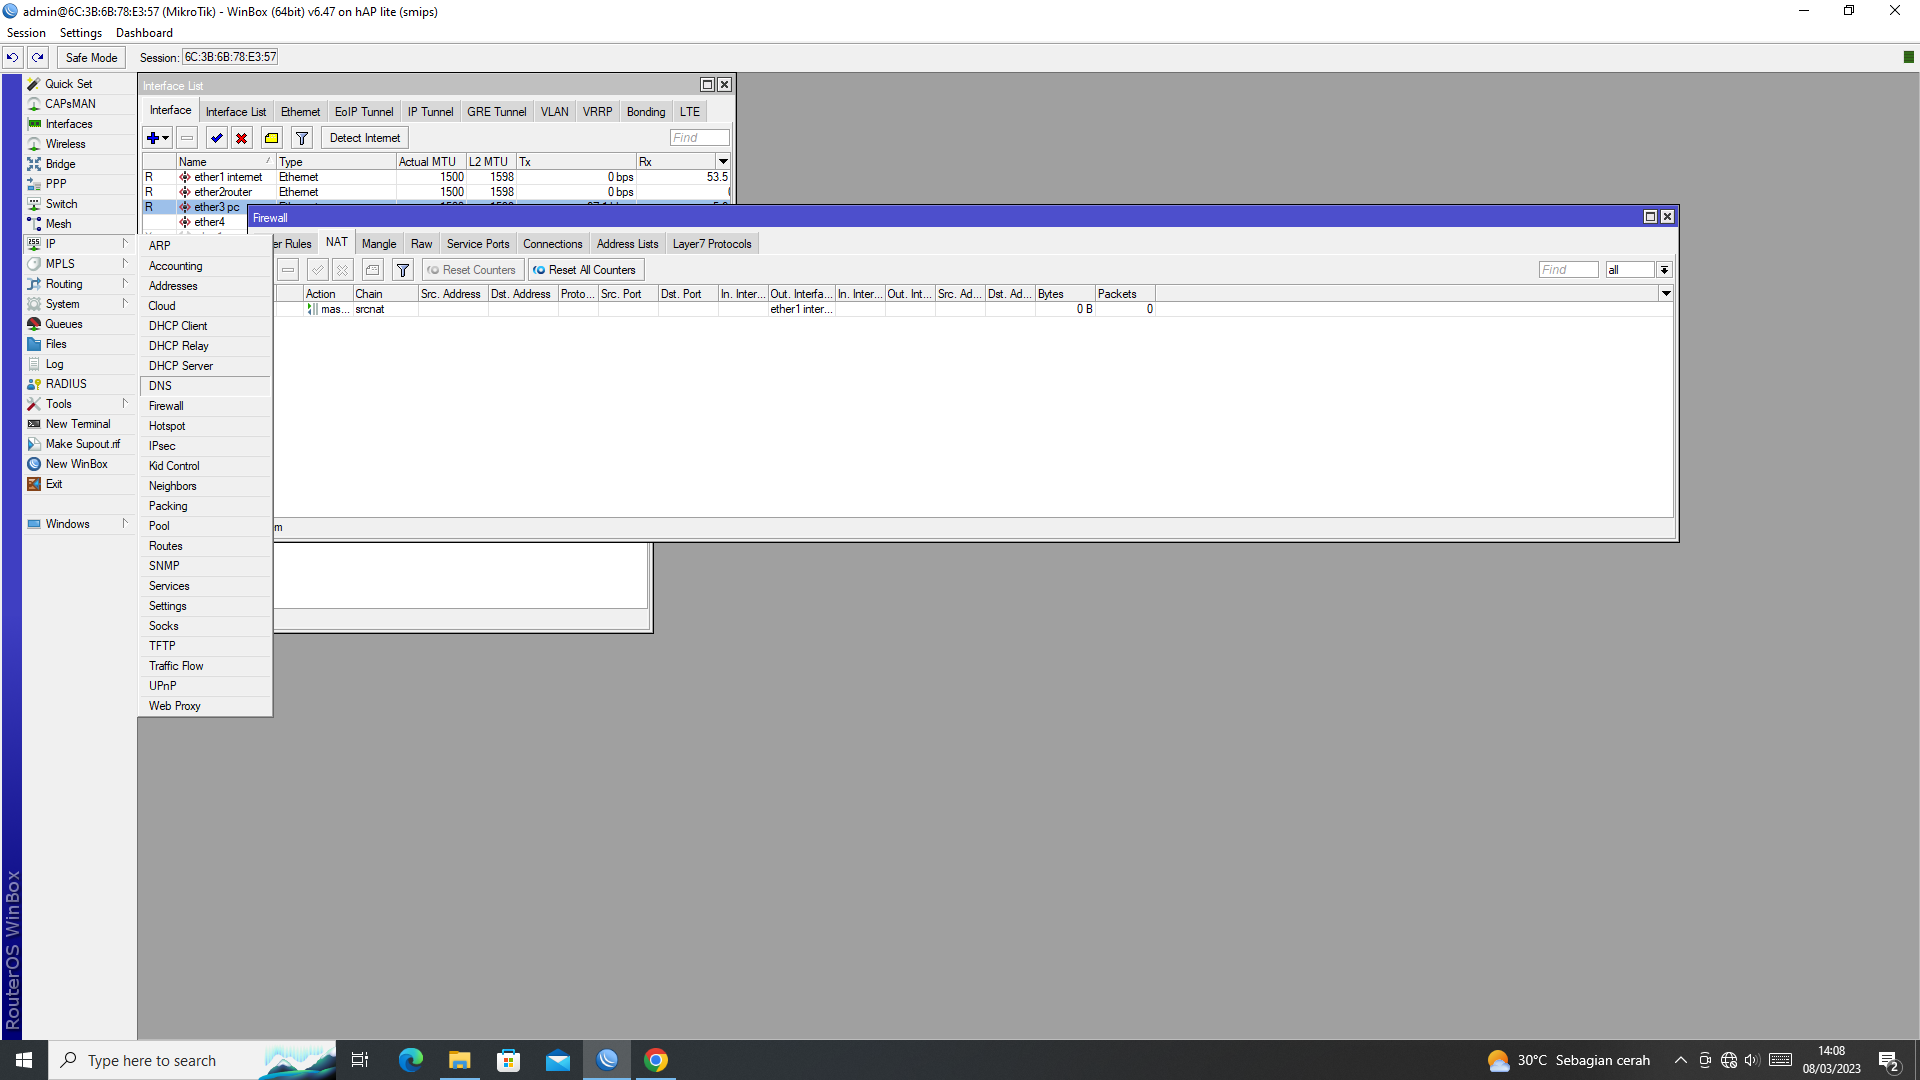 admin@6C:3B:6B:78:E3:57 (MikroTik) - WinBox (64bit) v6.47 on hAP lite (smips)
Session Settings Dashboard
Safe Mode Session: 6C:3B:6B:78:E3:57
Quick Set
CAPsMAN
Interfaces
Wireless
Bridge
PPP
Switch
Mesh
IP
MPLS
Routing
System
Queues
Files
Log
RADIUS
Tools
New Terminal
Make Supout.rif
New WinBox
Exit
Windows
RouterOS WinBox
Interface List
Interface Interface List Ethernet EoIP Tunnel IP Tunnel GRE Tunnel VLAN VRRP Bonding LTE
Detect Internet Find
Name Type Actual MTU L2 MTU Tx Rx
R ether1 internet Ethernet 1500 1598 0 bps 53.5
R ether2router Ethernet 1500 1598 0 bps
R ether3 pc
ether4
ARP
Accounting
Addresses
Cloud
DHCP Client
DHCP Relay
DHCP Server
DNS
Firewall
Hotspot
IPsec
Kid Control
Neighbors
Packing
Pool
Routes
SNMP
Services
Settings
Socks
TFTP
Traffic Flow
UPnP
Web Proxy
Firewall
er Rules NAT Mangle Raw Service Ports Connections Address Lists Layer7 Protocols
Reset Counters Reset All Counters Find all
Action Chain Src. Address Dst. Address Proto... Src. Port Dst. Port In. Inter... Out. Interfa... In. Inter... Out. Int... Src. Ad... Dst. Ad... Bytes Packets
mas... srcnat ether1 inter... 0 B 0
m
Type here to search
30°C Sebagian cerah
14:08
08/03/2023
2